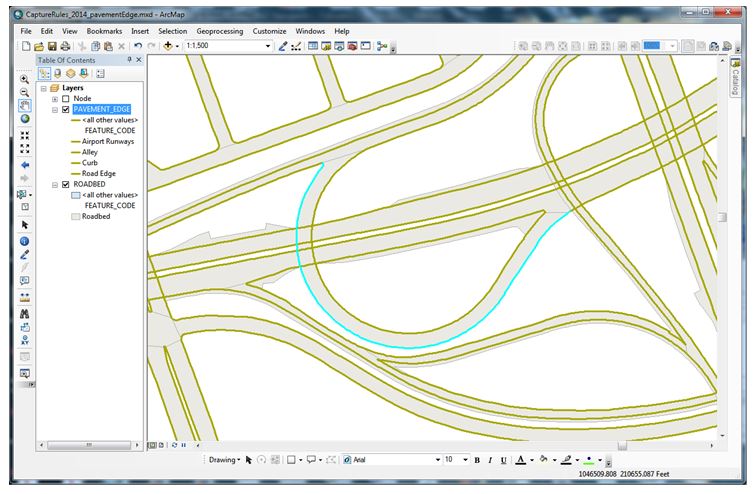 CaptureRules_2014_pavementEdge.mxd - ArcMap
File Edit View Bookmarks Insert Selection Geoprocessing Customize Windows Help
1:1,500
Table Of Contents
Layers
Node
PAVEMENT_EDGE
<all other values>
FEATURE_CODE
Airport Runways
Alley
Curb
Road Edge
ROADBED
<all other values>
FEATURE_CODE
Roadbed
Catalog
Drawing
Arial
10
B I U A
1046509.808 210655.087 Feet